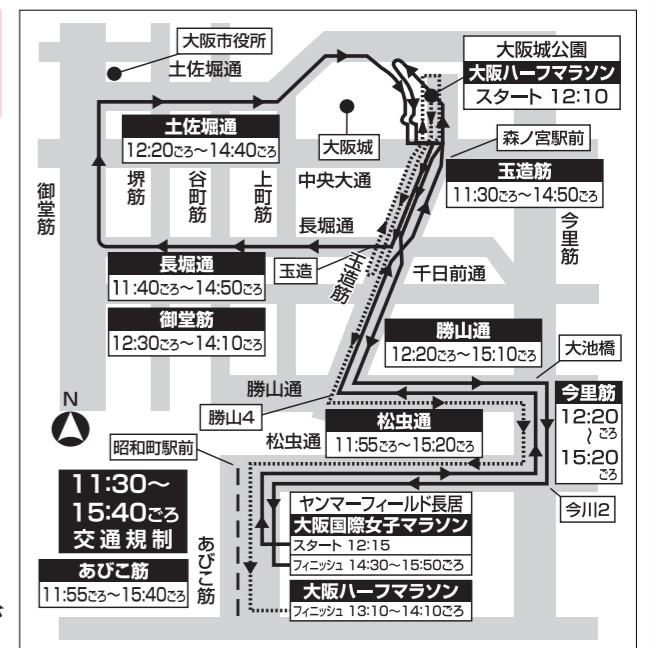 大阪市役所
土佐堀通
大阪城公園
大阪ハーフマラソン
スタート 12:10
土佐堀通
12:20ごろ~14:40ごろ
大阪城
森ノ宮駅前
玉造筋
11:30ごろ~14:50ごろ
御堂筋
堺筋
谷町筋
上町筋
中央大通
長堀通
今里筋
長堀通
11:40ごろ~14:50ごろ
玉造
玉造筋
千日前通
御堂筋
12:30ごろ~14:10ごろ
勝山通
12:20ごろ~15:10ごろ
大池橋
勝山通
今里筋
12:20
~ごろ
15:20
ごろ
N
勝山4
松虫通
11:55ごろ~15:20ごろ
松虫通
昭和町駅前
11:30~
15:40ごろ
交通規制
今川2
ヤンマーフィールド長居
大阪国際女子マラソン
スタート 12:15
フィニッシュ 14:30~15:50ごろ
あびこ筋
11:55ごろ~15:40ごろ
あびこ筋
大阪ハーフマラソン
フィニッシュ 13:10~14:10ごろ